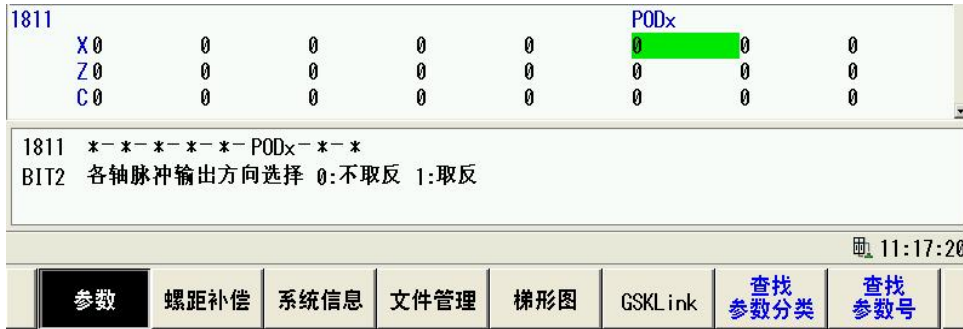 1811 PODx
X 0 0 0 0 0 0 0 0
Z 0 0 0 0 0 0 0 0
C 0 0 0 0 0 0 0 0
1811 *-*-*-*-*-PODx-*-*
BIT2 各轴脉冲输出方向选择 0:不取反 1:取反
11:17:20
参数 螺距补偿 系统信息 文件管理 梯形图 GSKLink 查找 查找
参数分类 参数号